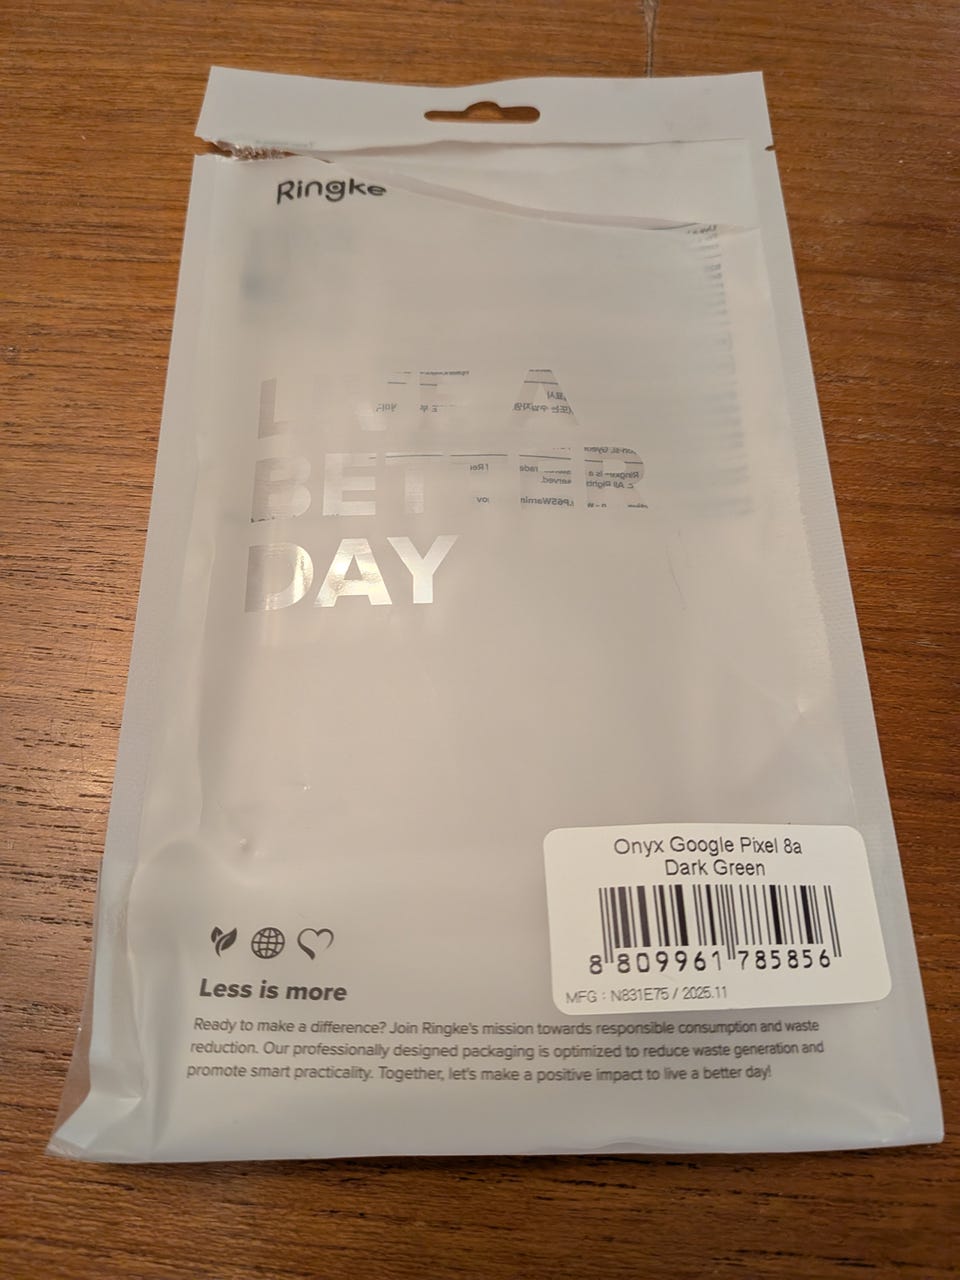 Ringke
LIVE A
BETTER
DAY
Onyx Google Pixel 8a
Dark Green
8 809961 785856
MFG : N831E75 / 2025.11
Less is more
Ready to make a difference? Join Ringke's mission towards responsible consumption and waste
reduction. Our professionally designed packaging is optimized to reduce waste generation and
promote smart practicality. Together, let's make a positive impact to live a better day!